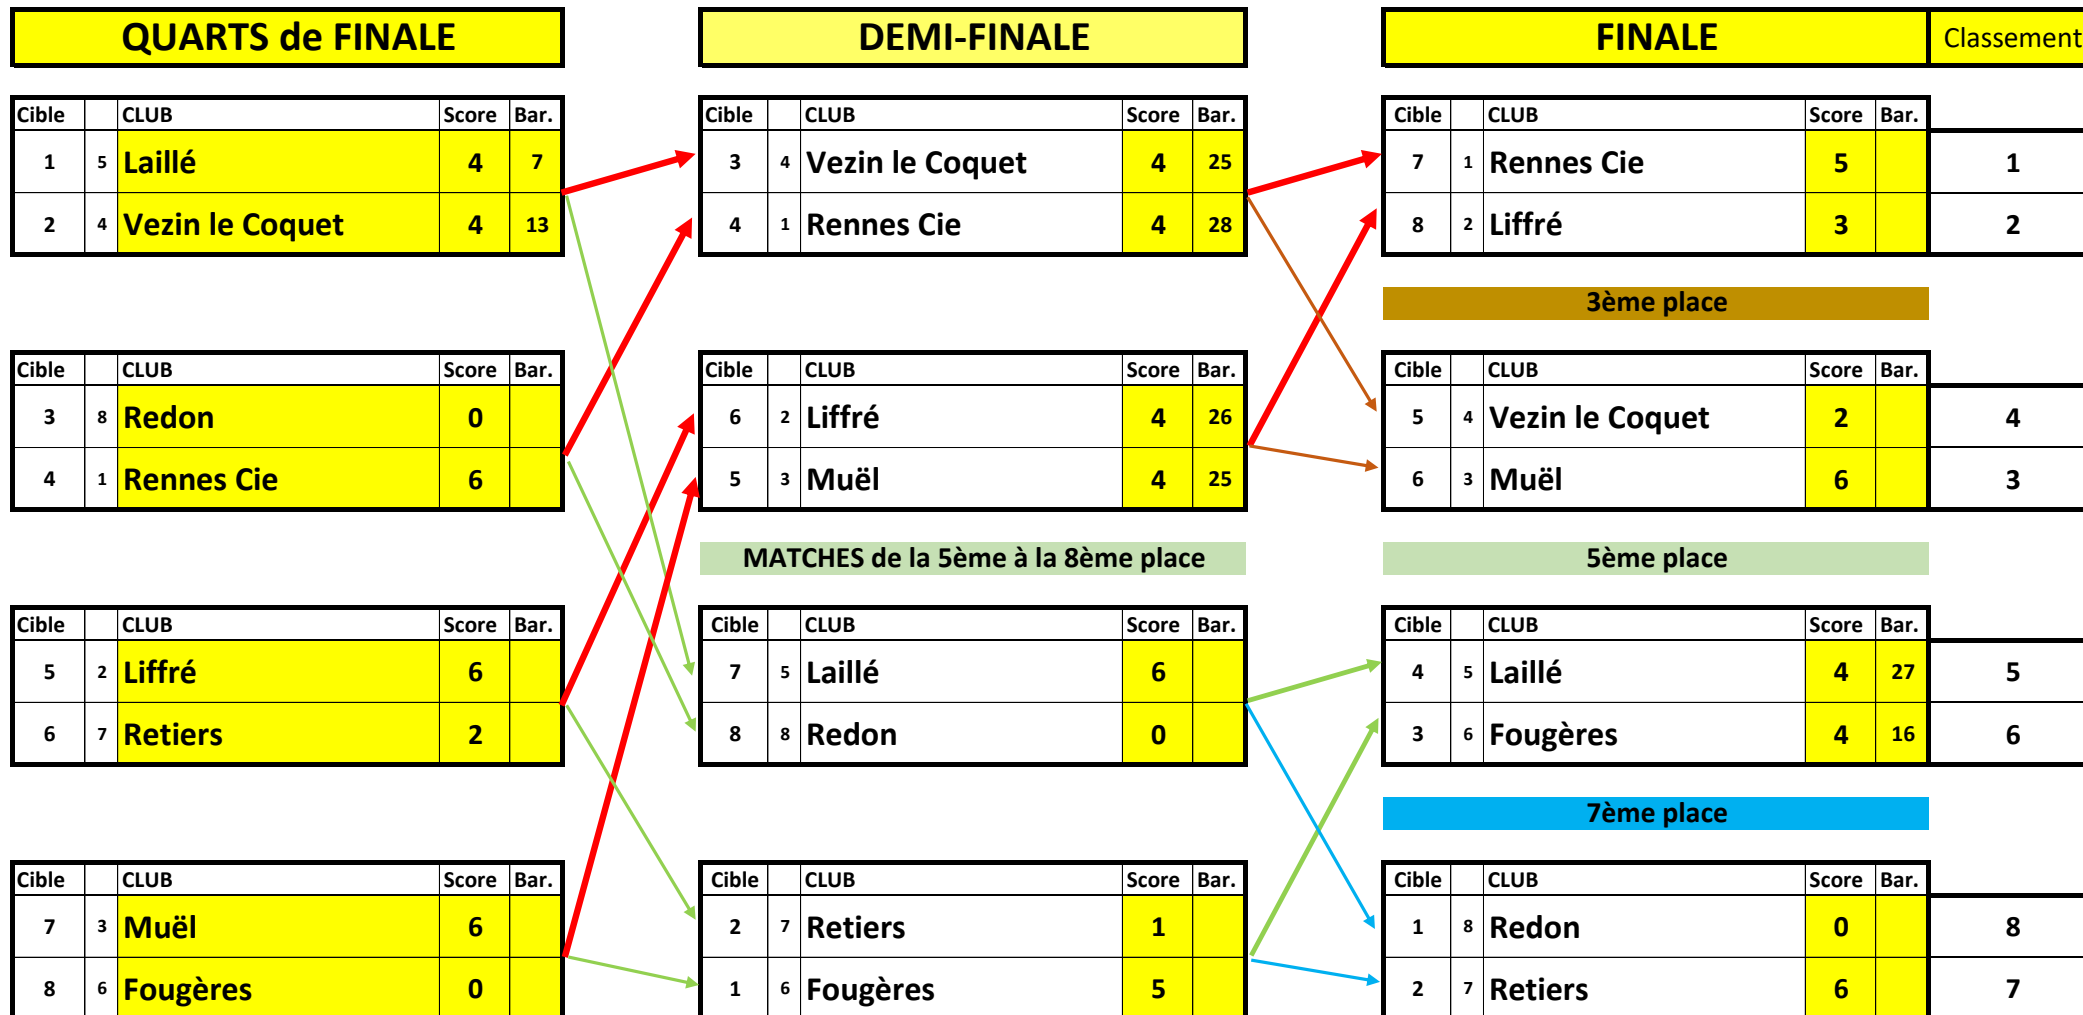 QUARTS de FINALE DEMI-FINALE FINALE Classement
Cible CLUB Score Bar. Cible CLUB Score Bar. Cible CLUB Score Bar.
1 5 Laillé 4 7 3 4 Vezin le Coquet 4 25 7 1 Rennes Cie 5 1
2 4 Vezin le Coquet 4 13 4 1 Rennes Cie 4 28 8 2 Liffré 3 2
3ème place
Cible CLUB Score Bar. Cible CLUB Score Bar. Cible CLUB Score Bar.
3 8 Redon 0 6 2 Liffré 4 26 5 4 Vezin le Coquet 2 4
4 1 Rennes Cie 6 5 3 Muël 4 25 6 3 Muël 6 3
MATCHES de la 5ème à la 8ème place 5ème place
Cible CLUB Score Bar. Cible CLUB Score Bar. Cible CLUB Score Bar.
5 2 Liffré 6 7 5 Laillé 6 4 5 Laillé 4 27 5
6 7 Retiers 2 8 8 Redon 0 3 6 Fougères 4 16 6
7ème place
Cible CLUB Score Bar. Cible CLUB Score Bar. Cible CLUB Score Bar.
7 3 Muël 6 2 7 Retiers 1 1 8 Redon 0 8
8 6 Fougères 0 1 6 Fougères 5 2 7 Retiers 6 7